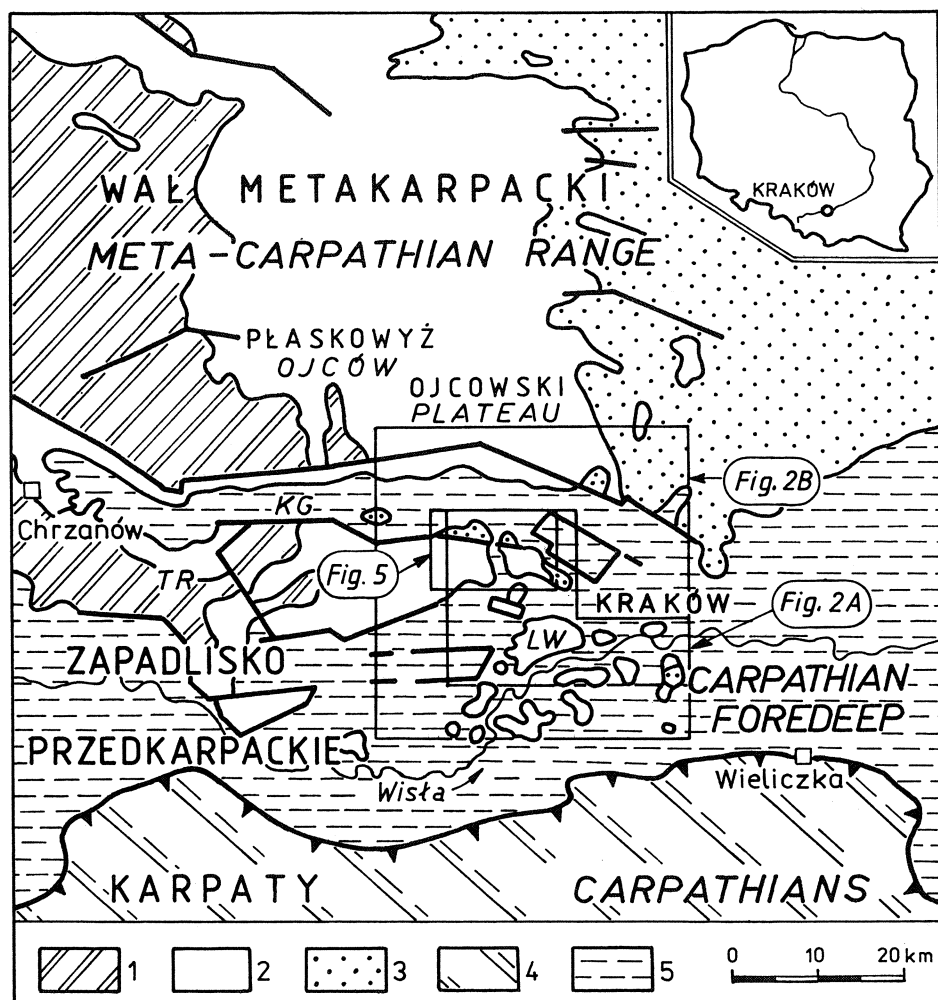 KRAKÓW
WAŁ METAKARPACKI
META-CARPATHIAN RANGE
PŁASKOWYŻ
OJCÓW
OJCOWSKI
PLATEAU
Fig. 2B
KG
Chrzanów
TR
Fig. 5
KRAKÓW
Fig. 2A
LW
ZAPADLISKO
CARPATHIAN
FOREDEEP
PRZEDKARPACKIE
Wisła
Wieliczka
KARPATY
CARPATHIANS
1 2 3 4 5
0 10 20 km